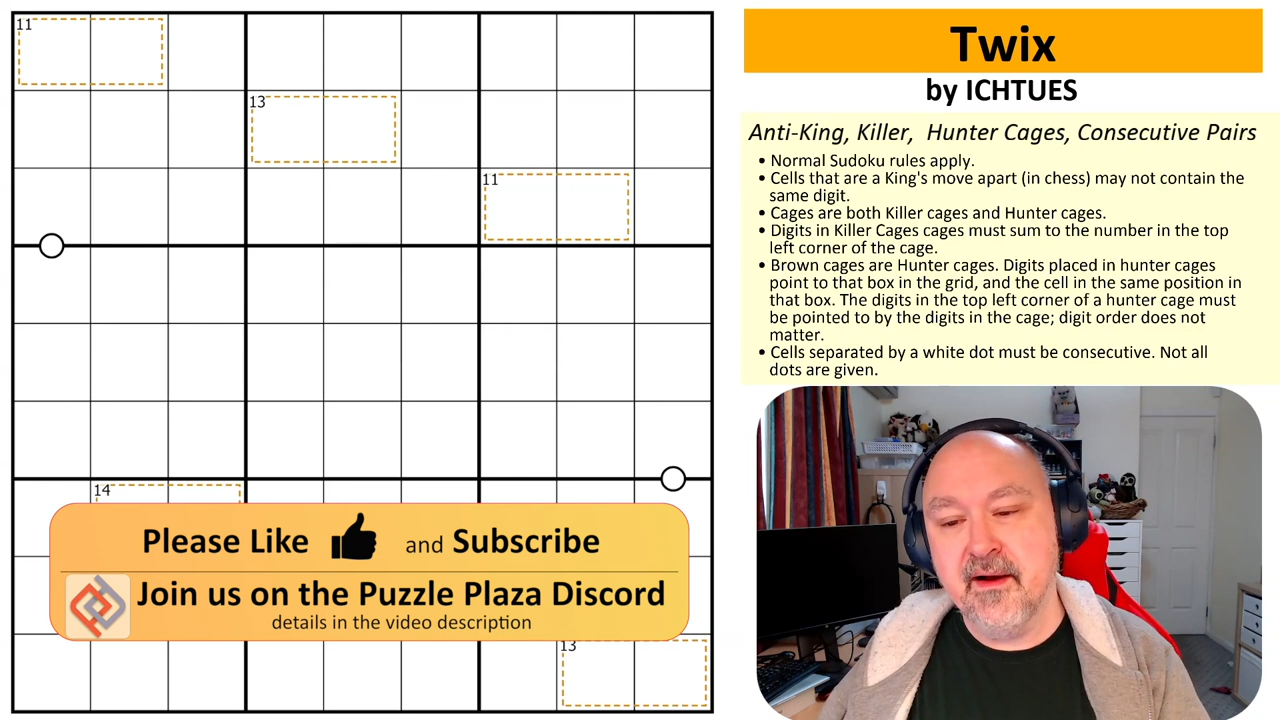 11
13
11
14
13
Please Like and Subscribe
Join us on the Puzzle Plaza Discord
details in the video description
Twix
by ICHTUES
Anti-King, Killer, Hunter Cages, Consecutive Pairs
• Normal Sudoku rules apply.
• Cells that are a King's move apart (in chess) may not contain the
same digit.
• Cages are both Killer cages and Hunter cages.
• Digits in Killer Cages cages must sum to the number in the top
left corner of the cage.
• Brown cages are Hunter cages. Digits placed in hunter cages
point to that box in the grid, and the cell in the same position in
that box. The digits in the top left corner of a hunter cage must
be pointed to by the digits in the cage; digit order does not
matter.
• Cells separated by a white dot must be consecutive. Not all
dots are given.